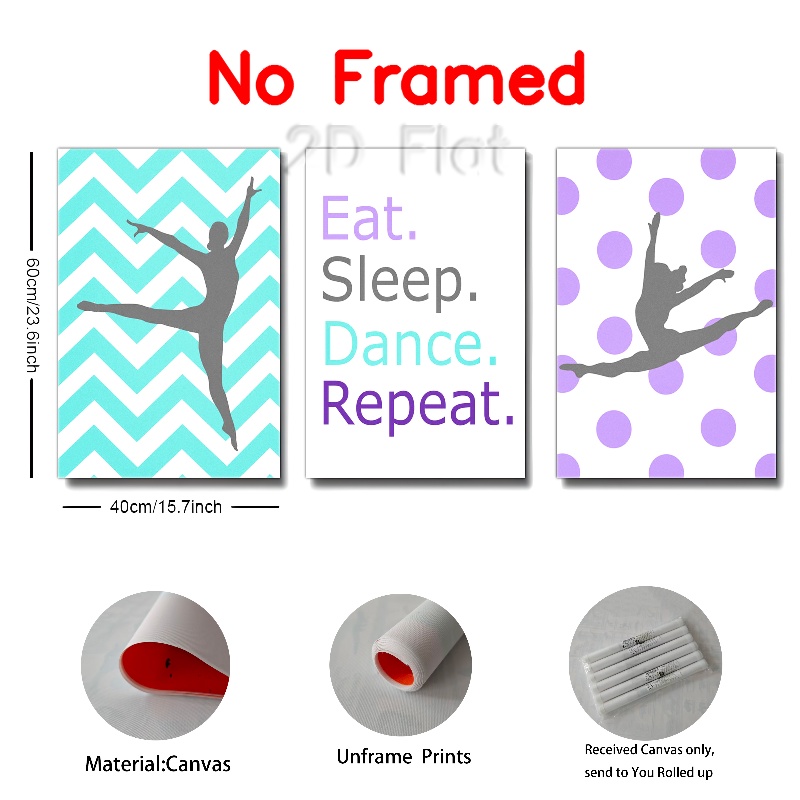 No Framed
2D Flat
60cm/23.6inch
Eat.
Sleep.
Dance.
Repeat.
40cm/15.7inch
Material:Canvas
Unframe Prints
Received Canvas only,
send to You Rolled up